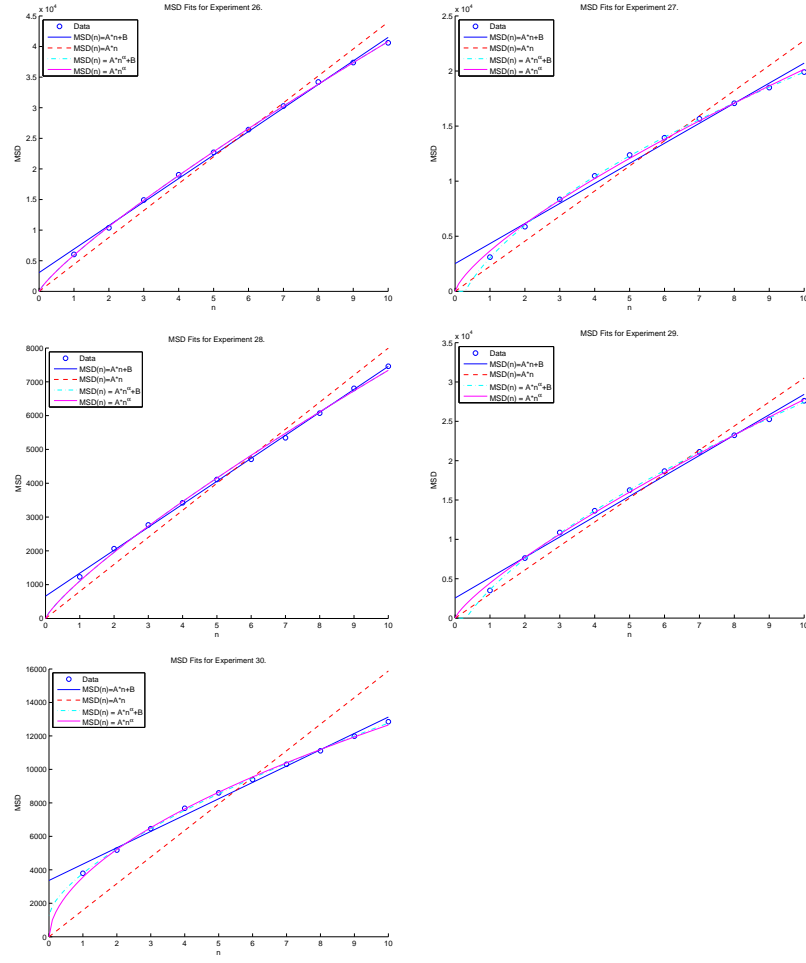 MSD Fits for Experiment 26.
x 10^4
Data
MSD(n)=A*n+B
MSD(n)=A*n
MSD(n) = A*n^α+B
MSD(n) = A*n^α
4.5
4
3.5
3
2.5
2
1.5
1
0.5
0
MSD
0 1 2 3 4 5 6 7 8 9 10
n
MSD Fits for Experiment 27.
x 10^4
Data
MSD(n)=A*n+B
MSD(n)=A*n
MSD(n) = A*n^α+B
MSD(n) = A*n^α
2.5
2
1.5
1
0.5
0
MSD
0 1 2 3 4 5 6 7 8 9 10
n
MSD Fits for Experiment 28.
Data
MSD(n)=A*n+B
MSD(n)=A*n
MSD(n) = A*n^α+B
MSD(n) = A*n^α
8000
7000
6000
5000
4000
3000
2000
1000
0
MSD
0 1 2 3 4 5 6 7 8 9 10
n
MSD Fits for Experiment 29.
x 10^4
Data
MSD(n)=A*n+B
MSD(n)=A*n
MSD(n) = A*n^α+B
MSD(n) = A*n^α
3.5
3
2.5
2
1.5
1
0.5
0
MSD
0 1 2 3 4 5 6 7 8 9 10
n
MSD Fits for Experiment 30.
Data
MSD(n)=A*n+B
MSD(n)=A*n
MSD(n) = A*n^α+B
MSD(n) = A*n^α
16000
14000
12000
10000
8000
6000
4000
2000
0
MSD
0 1 2 3 4 5 6 7 8 9 10
n